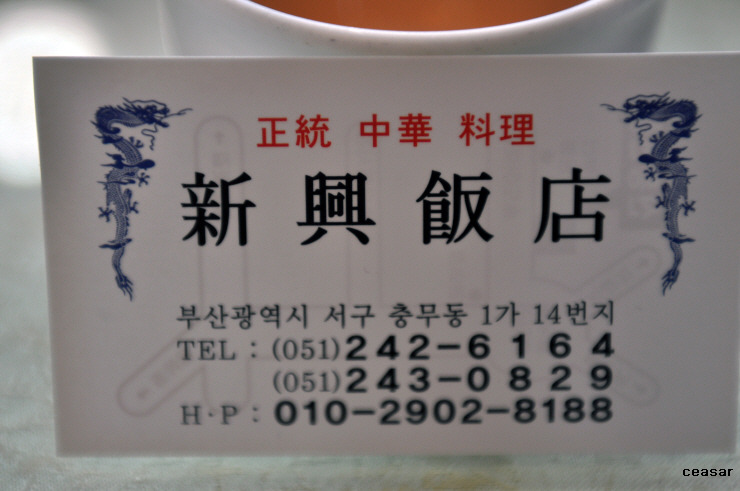 正統 中華 料理
新興飯店
부산광역시 서구 충무동 1가 14번지
TEL : (051)242-6164
(051)243-0829
H·P : 010-2902-8188
ceasar